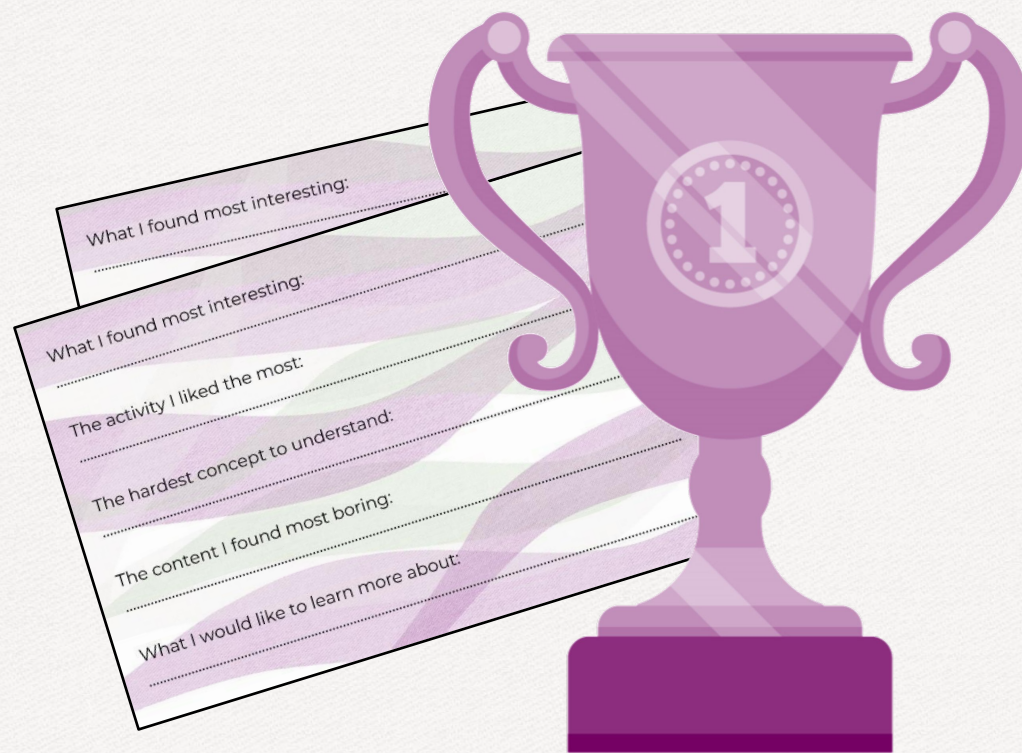 What I found most interesting:
What I found most interesting:
The activity I liked the most:
The hardest concept to understand:
The content I found most boring:
What I would like to learn more about:
1